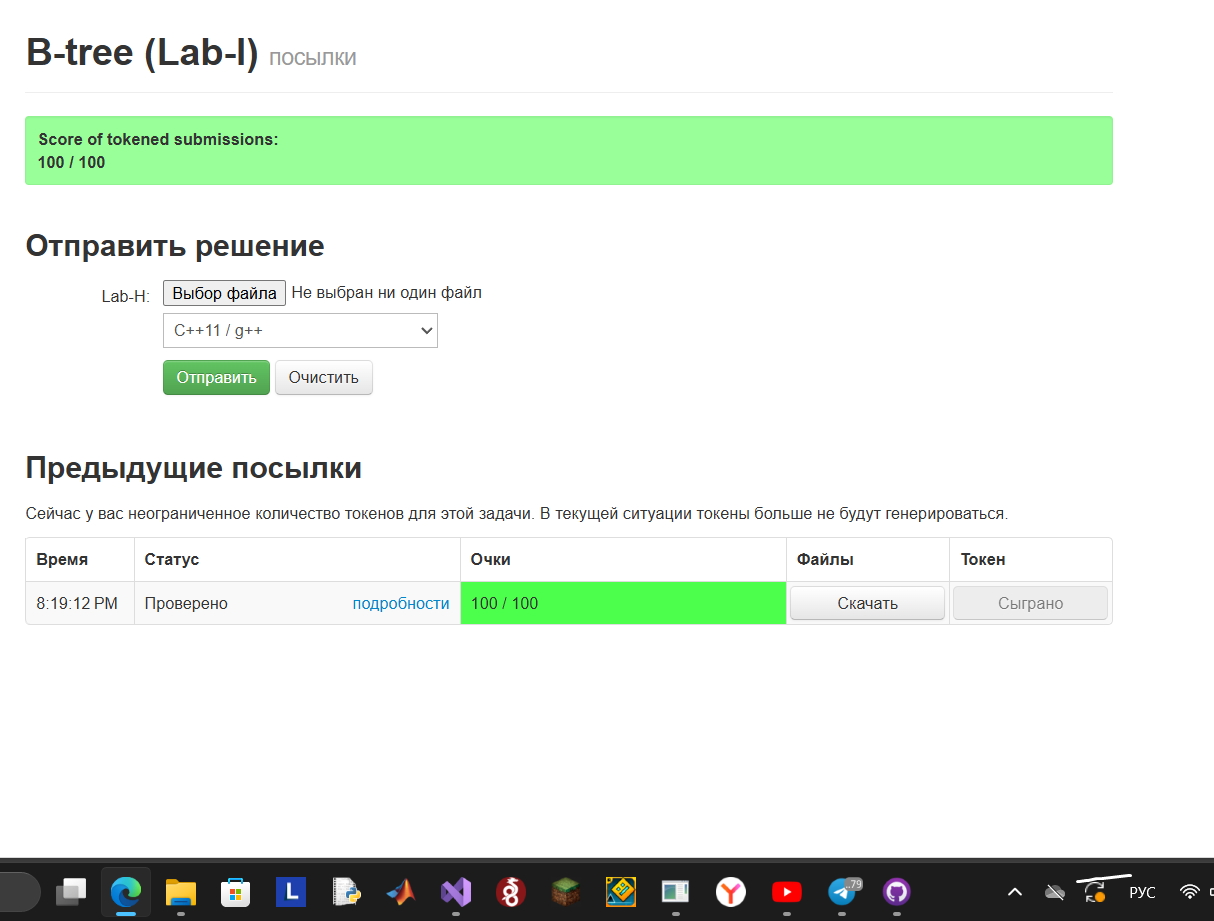 B-tree (Lab-I) посылки
Score of tokened submissions:
100 / 100
Отправить решение
Lab-H: Выбор файла Не выбран ни один файл
C++11 / g++
Отправить Очистить
Предыдущие посылки
Сейчас у вас неограниченное количество токенов для этой задачи. В текущей ситуации токены больше не будут генерироваться.
Время Статус Очки Файлы Токен
8:19:12 PM Проверено подробности 100 / 100 Скачать Сыграно
L 79 РУС